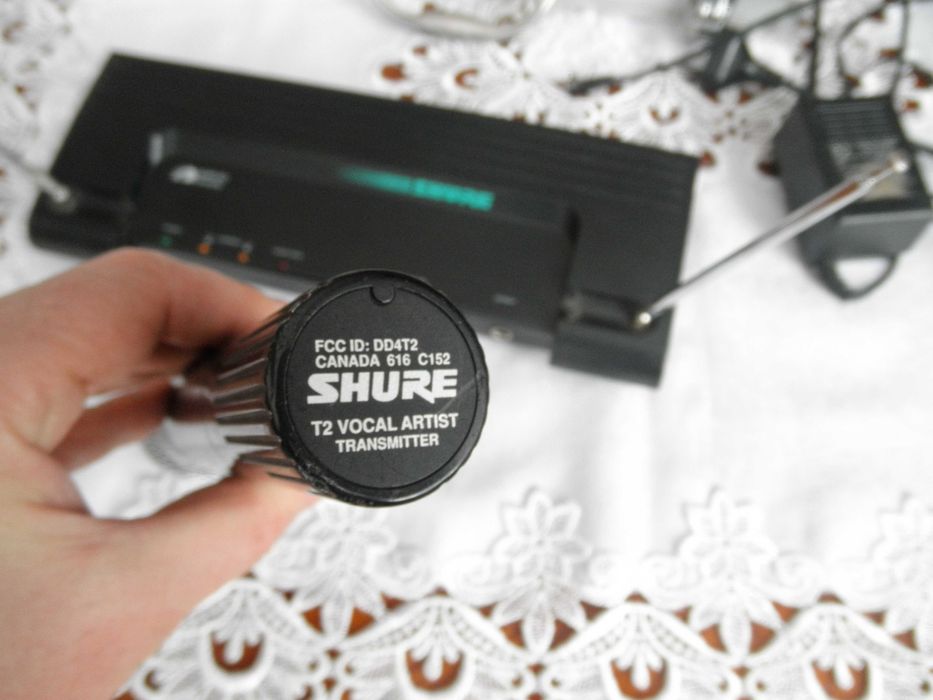 FCC ID: DD4T2
CANADA 616 C152
SHURE
T2 VOCAL ARTIST
TRANSMITTER